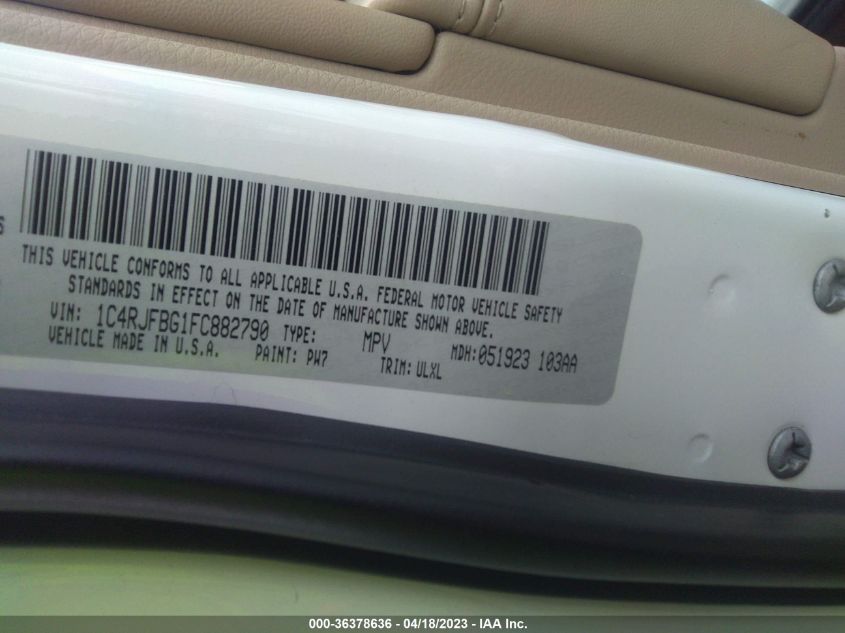 THIS VEHICLE CONFORMS TO ALL APPLICABLE U.S.A. FEDERAL MOTOR VEHICLE SAFETY
STANDARDS IN EFFECT ON THE DATE OF MANUFACTURE SHOWN ABOVE.
VIN: 1C4RJFBG1FC882790 TYPE: MPV MDH:051923 103AA
VEHICLE MADE IN U.S.A. PAINT: PW7 TRIM: ULXL
000-36378636 - 04/18/2023 - IAA Inc.